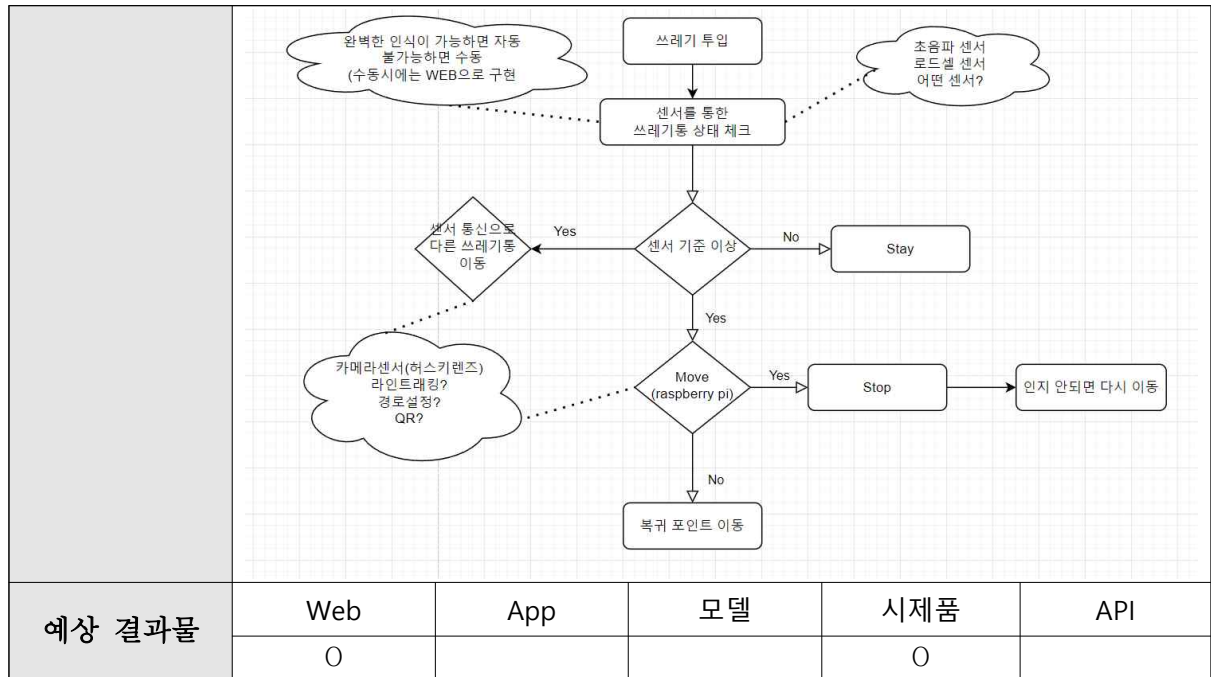 완벽한 인식이 가능하면 자동
불가능하면 수동
(수동시에는 WEB으로 구현
쓰레기 투입
초음파 센서
로드셀 센서
어떤 센서?
센서를 통한
쓰레기통 상태 체크
센서 통신으로
다른 쓰레기통
이동
Yes
센서 기준 이상
No
Stay
Yes
카메라센서(허스키렌즈)
라인트래킹?
경로설정?
QR?
Move
(raspberry pi)
Yes
Stop
인지 안되면 다시 이동
No
복귀 포인트 이동
예상 결과물
Web
App
모델
시제품
API
O
O